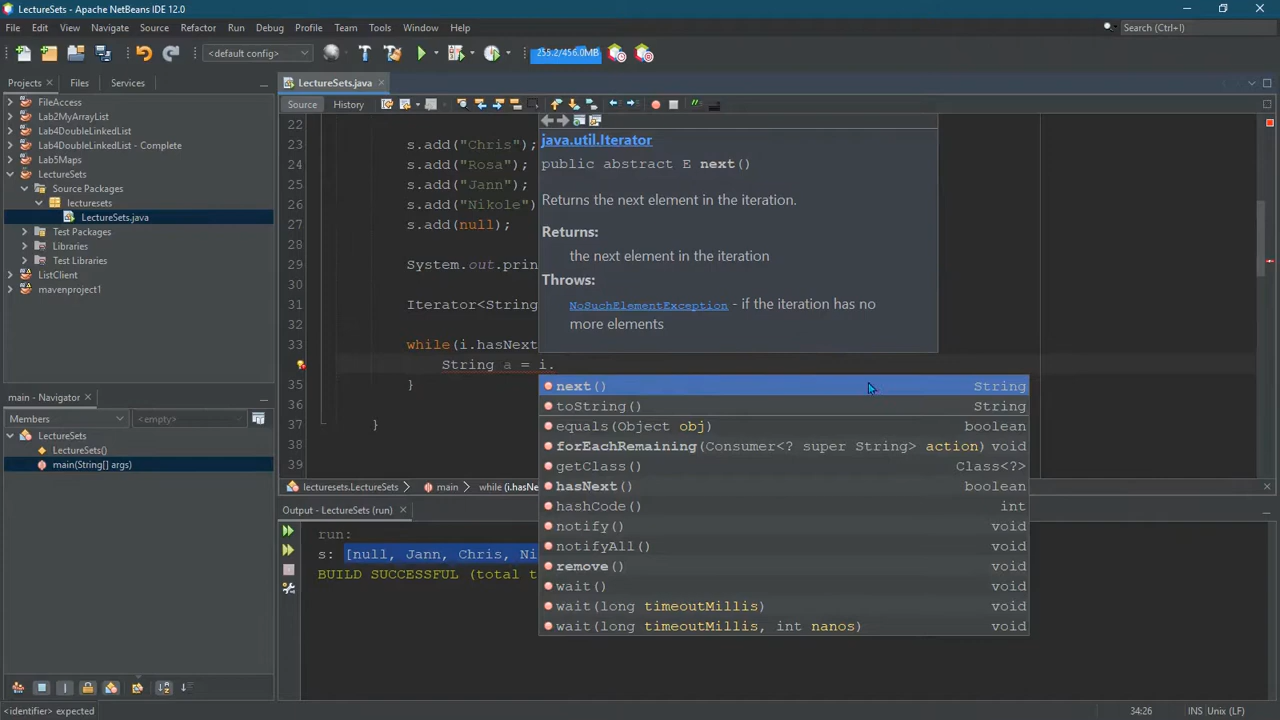 LectureSets - Apache NetBeans IDE 12.0
File Edit View Navigate Source Refactor Run Debug Profile Team Tools Window Help
Search (Ctrl+I)
<default config>
255.2/456.0MB
Projects Files Services
LectureSets.java
FileAccess
Lab2MyArrayList
Lab4DoubleLinkedList
Lab4DoubleLinkedList - Complete
Lab5Maps
LectureSets
Source Packages
lecturesets
LectureSets.java
Test Packages
Libraries
Test Libraries
ListClient
mavenproject1
Source History
22
23 s.add("Chris");
24 s.add("Rosa");
25 s.add("Jann");
26 s.add("Nikole")
27 s.add(null);
28
29 System.out.prin
30
31 Iterator<String
32
33 while(i.hasNext
String a = i.
35 }
36
37 }
38
39
java.util.Iterator
public abstract E next()
Returns the next element in the iteration.
Returns:
the next element in the iteration
Throws:
NoSuchElementException - if the iteration has no
more elements
next() String
toString() String
equals(Object obj) boolean
forEachRemaining(Consumer<? super String> action) void
getClass() Class<?>
hasNext() boolean
hashCode() int
notify() void
notifyAll() void
remove() void
wait() void
wait(long timeoutMillis) void
wait(long timeoutMillis, int nanos) void
main - Navigator
Members <empty>
LectureSets
LectureSets()
main(String[] args)
lecturesets.LectureSets main while (i.hasNe
Output - LectureSets (run)
run:
s: [null, Jann, Chris, Ni
BUILD SUCCESSFUL (total t
<identifier> expected
34:26 INS Unix (LF)